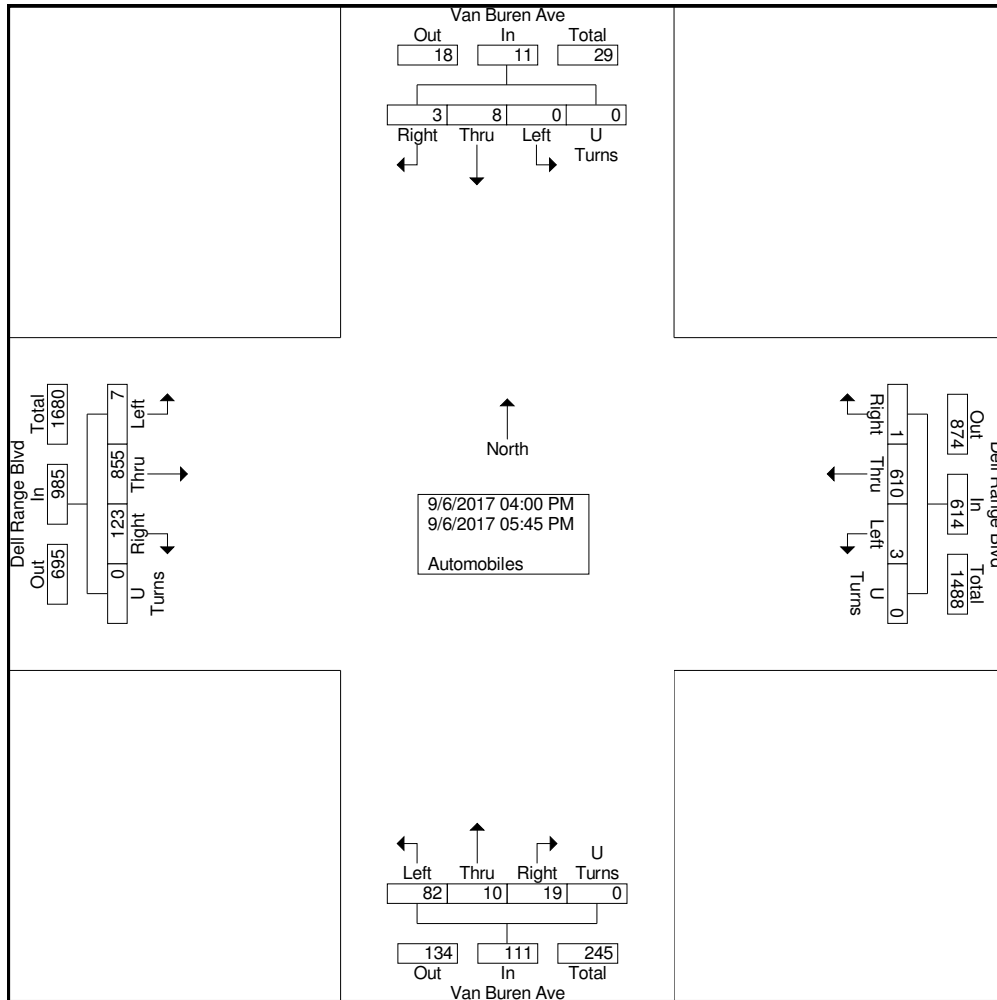 Van Buren Ave
Out In Total
18 11 29
3 8 0 0
Right Thru Left U
Turns
Dell Range Blvd
Total In Out
1680 985 695
7 855 123 0
Left Thru Right U
Turns
North
9/6/2017 04:00 PM
9/6/2017 05:45 PM
Automobiles
Right Thru Left U
Turns
1 610 3 0
Out In Total
874 614 1488
Dell Range Blvd
U
Left Thru Right Turns
82 10 19 0
134 111 245
Out In Total
Van Buren Ave